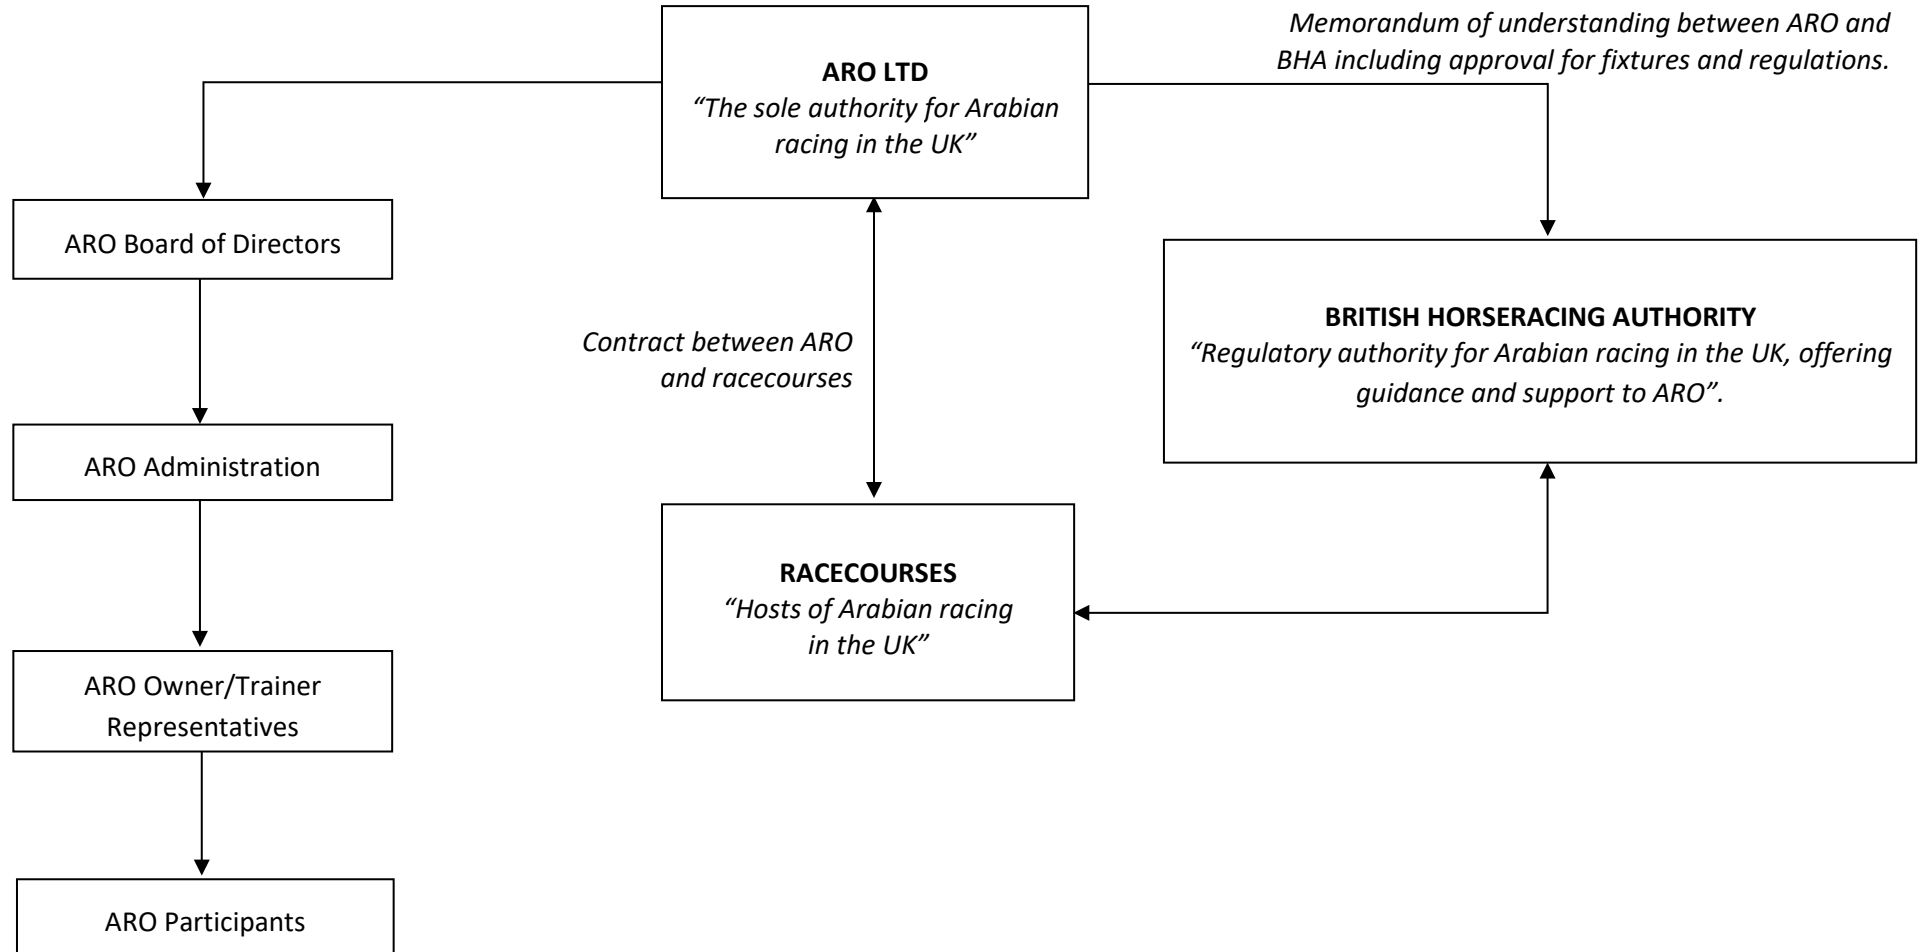 Memorandum of understanding between ARO and
BHA including approval for fixtures and regulations.
ARO LTD
“The sole authority for Arabian
racing in the UK”
ARO Board of Directors
BRITISH HORSERACING AUTHORITY
“Regulatory authority for Arabian racing in the UK, offering
guidance and support to ARO”.
Contract between ARO
and racecourses
ARO Administration
RACECOURSES
“Hosts of Arabian racing
in the UK”
ARO Owner/Trainer
Representatives
ARO Participants